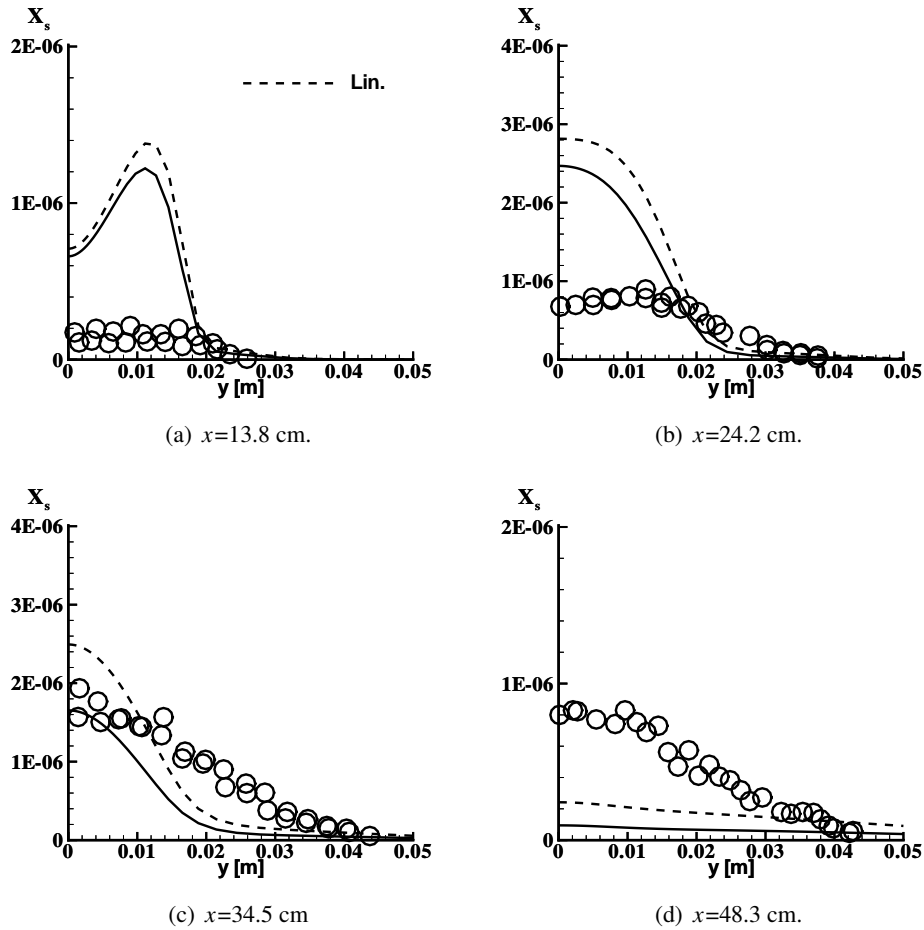 X_s
2E-06
Lin.
1E-06
0
0 0.01 0.02 0.03 0.04 0.05
y [m]
(a) x=13.8 cm.
X_s
4E-06
3E-06
2E-06
1E-06
0
0 0.01 0.02 0.03 0.04 0.05
y [m]
(b) x=24.2 cm.
X_s
4E-06
3E-06
2E-06
1E-06
0
0 0.01 0.02 0.03 0.04 0.05
y [m]
(c) x=34.5 cm
X_s
2E-06
1E-06
0
0 0.01 0.02 0.03 0.04 0.05
y [m]
(d) x=48.3 cm.